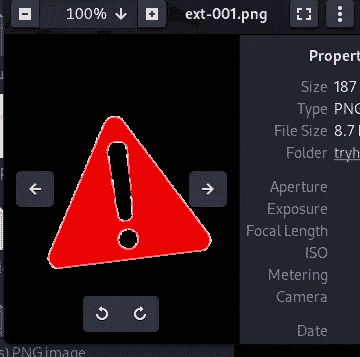 100% ext-001.png
Propert
Size 187
Type PNG
File Size 8.7
Folder tryh
Aperture
Exposure
Focal Length
ISO
Metering
Camera
Date
s) PNG image